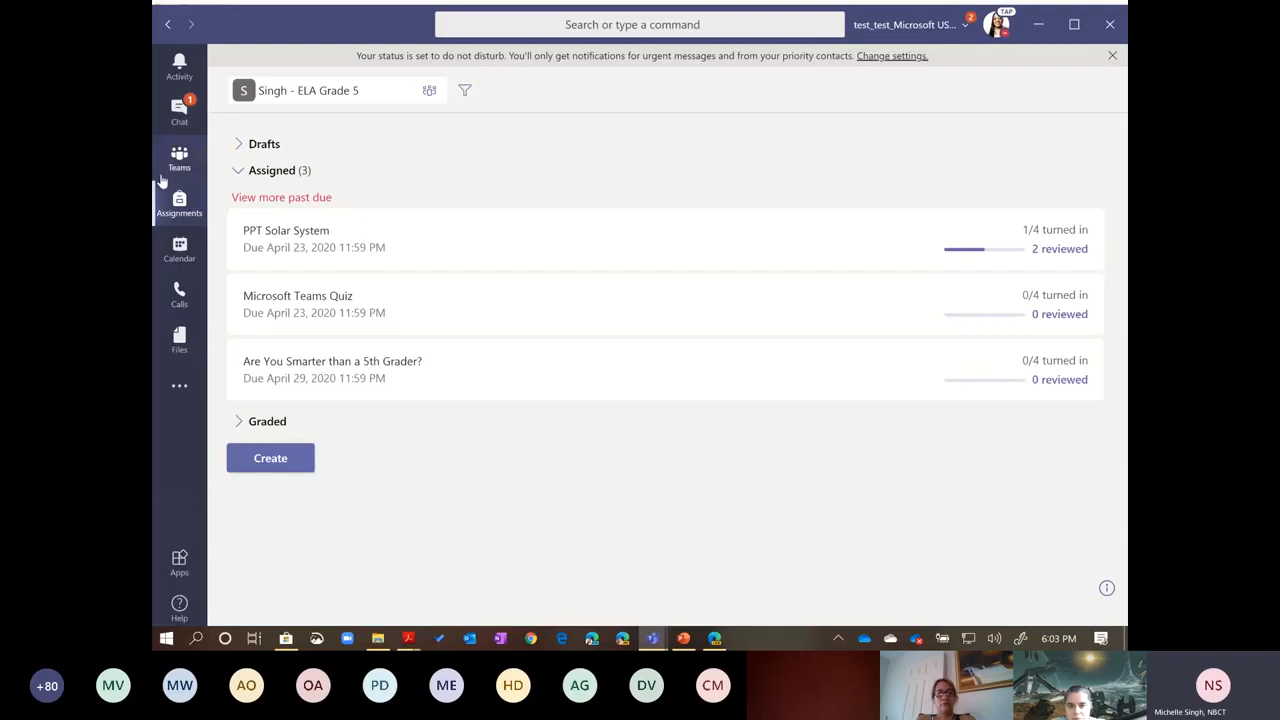 Search or type a command
test_test_Microsoft US...
2
TAP
Your status is set to do not disturb. You'll only get notifications for urgent messages and from your priority contacts. Change settings.
Activity
1
Chat
Teams
Assignments
Calendar
Calls
Files
...
Apps
Help
S Singh - ELA Grade 5
Drafts
Assigned (3)
View more past due
PPT Solar System
Due April 23, 2020 11:59 PM
1/4 turned in
2 reviewed
Microsoft Teams Quiz
Due April 23, 2020 11:59 PM
0/4 turned in
0 reviewed
Are You Smarter than a 5th Grader?
Due April 29, 2020 11:59 PM
0/4 turned in
0 reviewed
Graded
Create
6:03 PM
+80 MV MW AO OA PD ME HD AG DV CM NS
Michelle Singh, NBCT